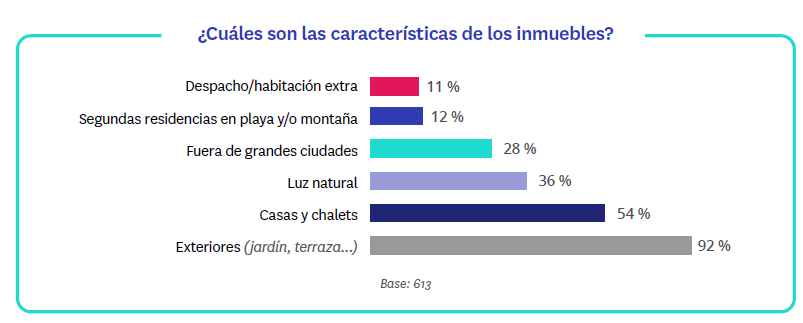 ¿Cuáles son las características de los inmuebles?
Despacho/habitación extra 11 %
Segundas residencias en playa y/o montaña 12 %
Fuera de grandes ciudades 28 %
Luz natural 36 %
Casas y chalets 54 %
Exteriores (jardín, terraza...) 92 %
Base: 613